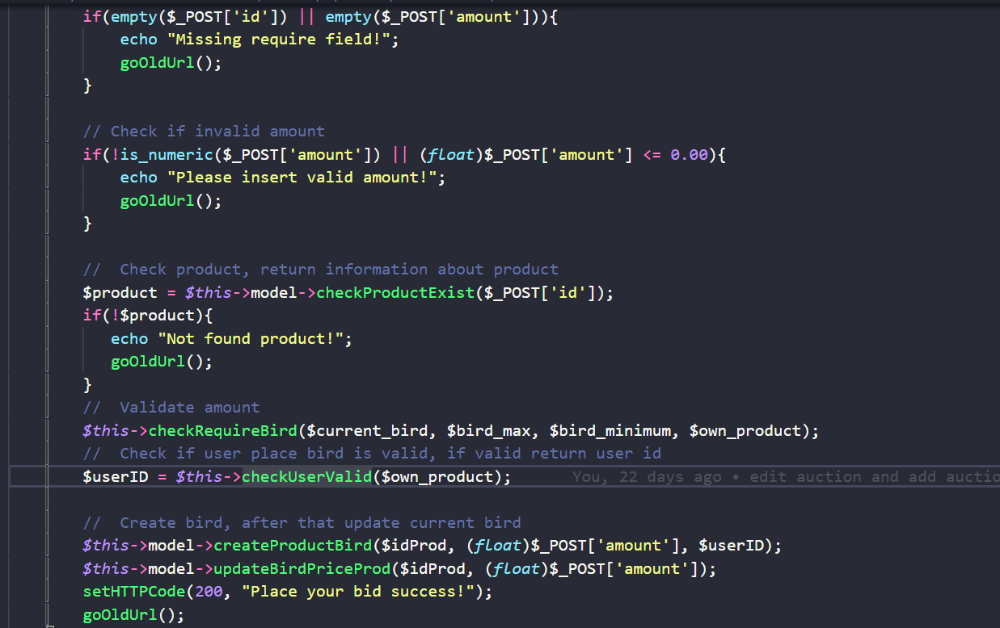 if(empty($_POST['id']) || empty($_POST['amount'])){
echo "Missing require field!";
goOldUrl();
}
// Check if invalid amount
if(!is_numeric($_POST['amount']) || (float)$_POST['amount'] <= 0.00){
echo "Please insert valid amount!";
goOldUrl();
}
//  Check product, return information about product
$product = $this->model->checkProductExist($_POST['id']);
if(!$product){
echo "Not found product!";
goOldUrl();
}
//  Validate amount
$this->checkRequireBird($current_bird, $bird_max, $bird_minimum, $own_product);
//  Check if user place bird is valid, if valid return user id
$userID = $this->checkUserValid($own_product); You, 22 days ago • edit auction and add auctio
//  Create bird, after that update current bird
$this->model->createProductBird($idProd, (float)$_POST['amount'], $userID);
$this->model->updateBirdPriceProd($idProd, (float)$_POST['amount']);
setHTTPCode(200, "Place your bid success!");
goOldUrl();